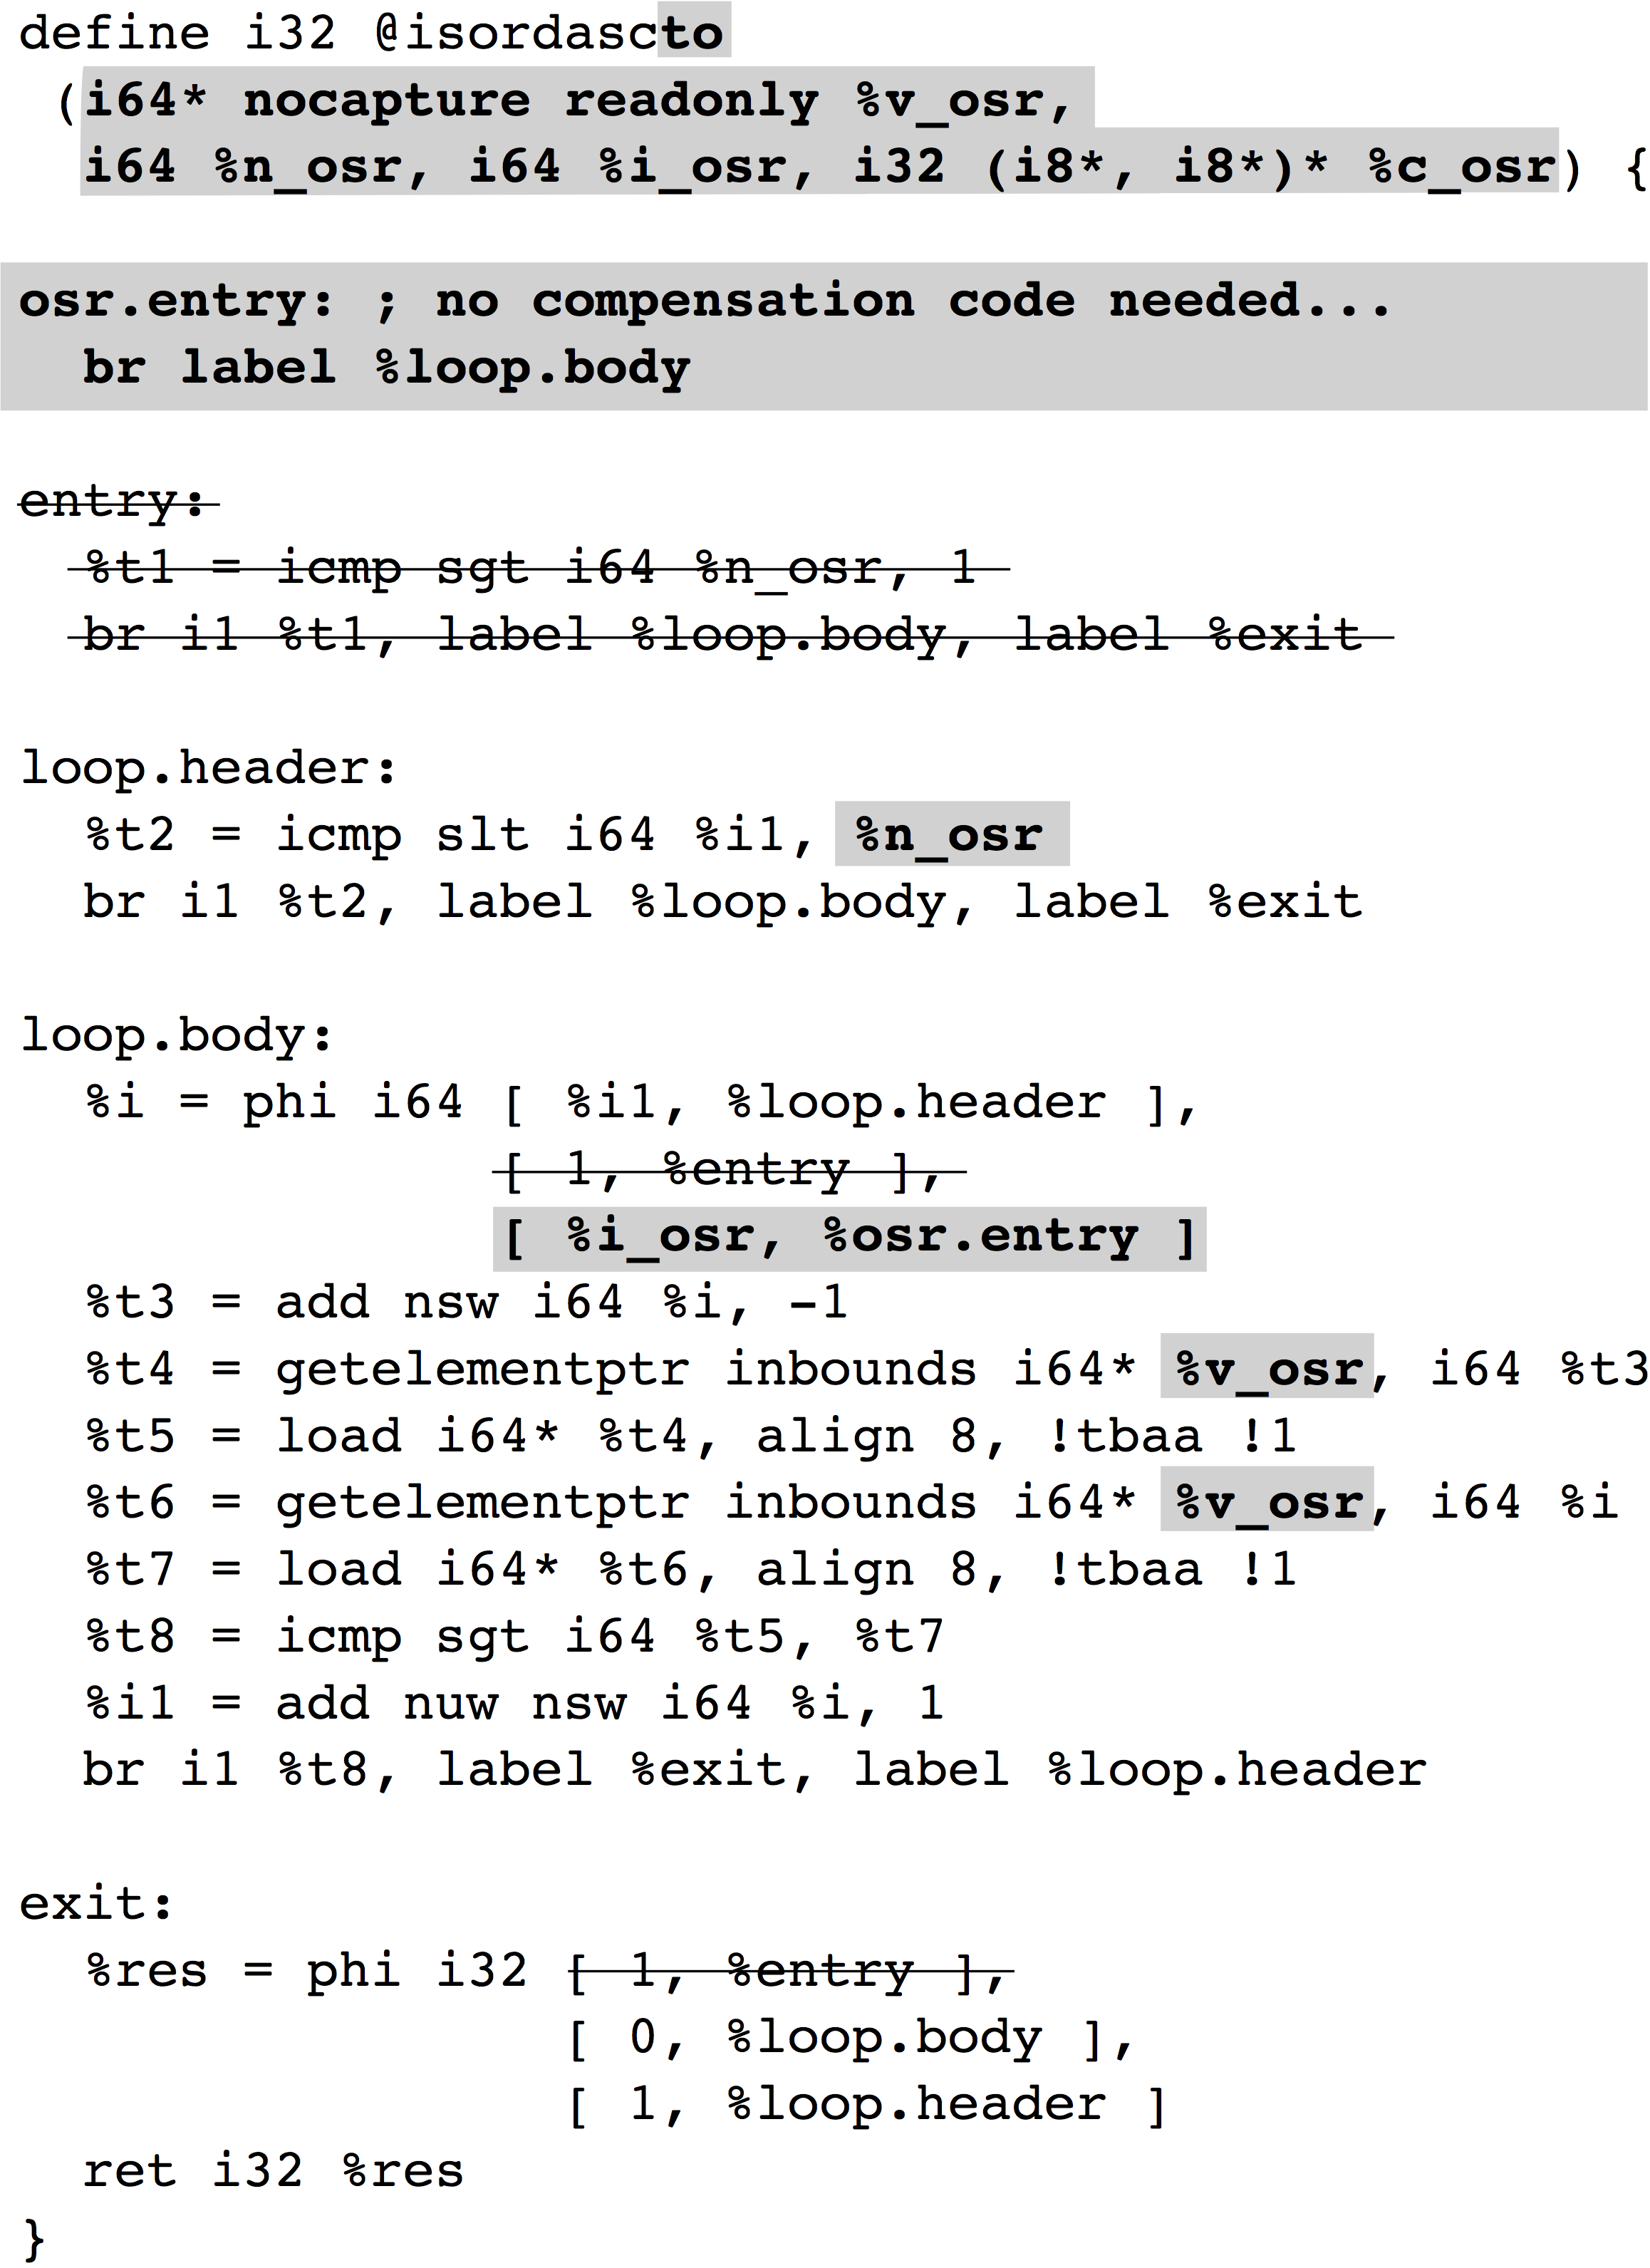 define i32 @isordascto
(i64* nocapture readonly %v_osr,
i64 %n_osr, i64 %i_osr, i32 (i8*, i8*)* %c_osr) {
osr.entry: ; no compensation code needed...
br label %loop.body
entry:
%t1 = icmp sgt i64 %n_osr, 1
br i1 %t1, label %loop.body, label %exit
loop.header:
%t2 = icmp slt i64 %i1, %n_osr
br i1 %t2, label %loop.body, label %exit
loop.body:
%i = phi i64 [ %i1, %loop.header ],
[ 1, %entry ],
[ %i_osr, %osr.entry ]
%t3 = add nsw i64 %i, -1
%t4 = getelementptr inbounds i64* %v_osr, i64 %t3
%t5 = load i64* %t4, align 8, !tbaa !1
%t6 = getelementptr inbounds i64* %v_osr, i64 %i
%t7 = load i64* %t6, align 8, !tbaa !1
%t8 = icmp sgt i64 %t5, %t7
%i1 = add nuw nsw i64 %i, 1
br i1 %t8, label %exit, label %loop.header
exit:
%res = phi i32 [ 1, %entry ],
[ 0, %loop.body ],
[ 1, %loop.header ]
ret i32 %res
}